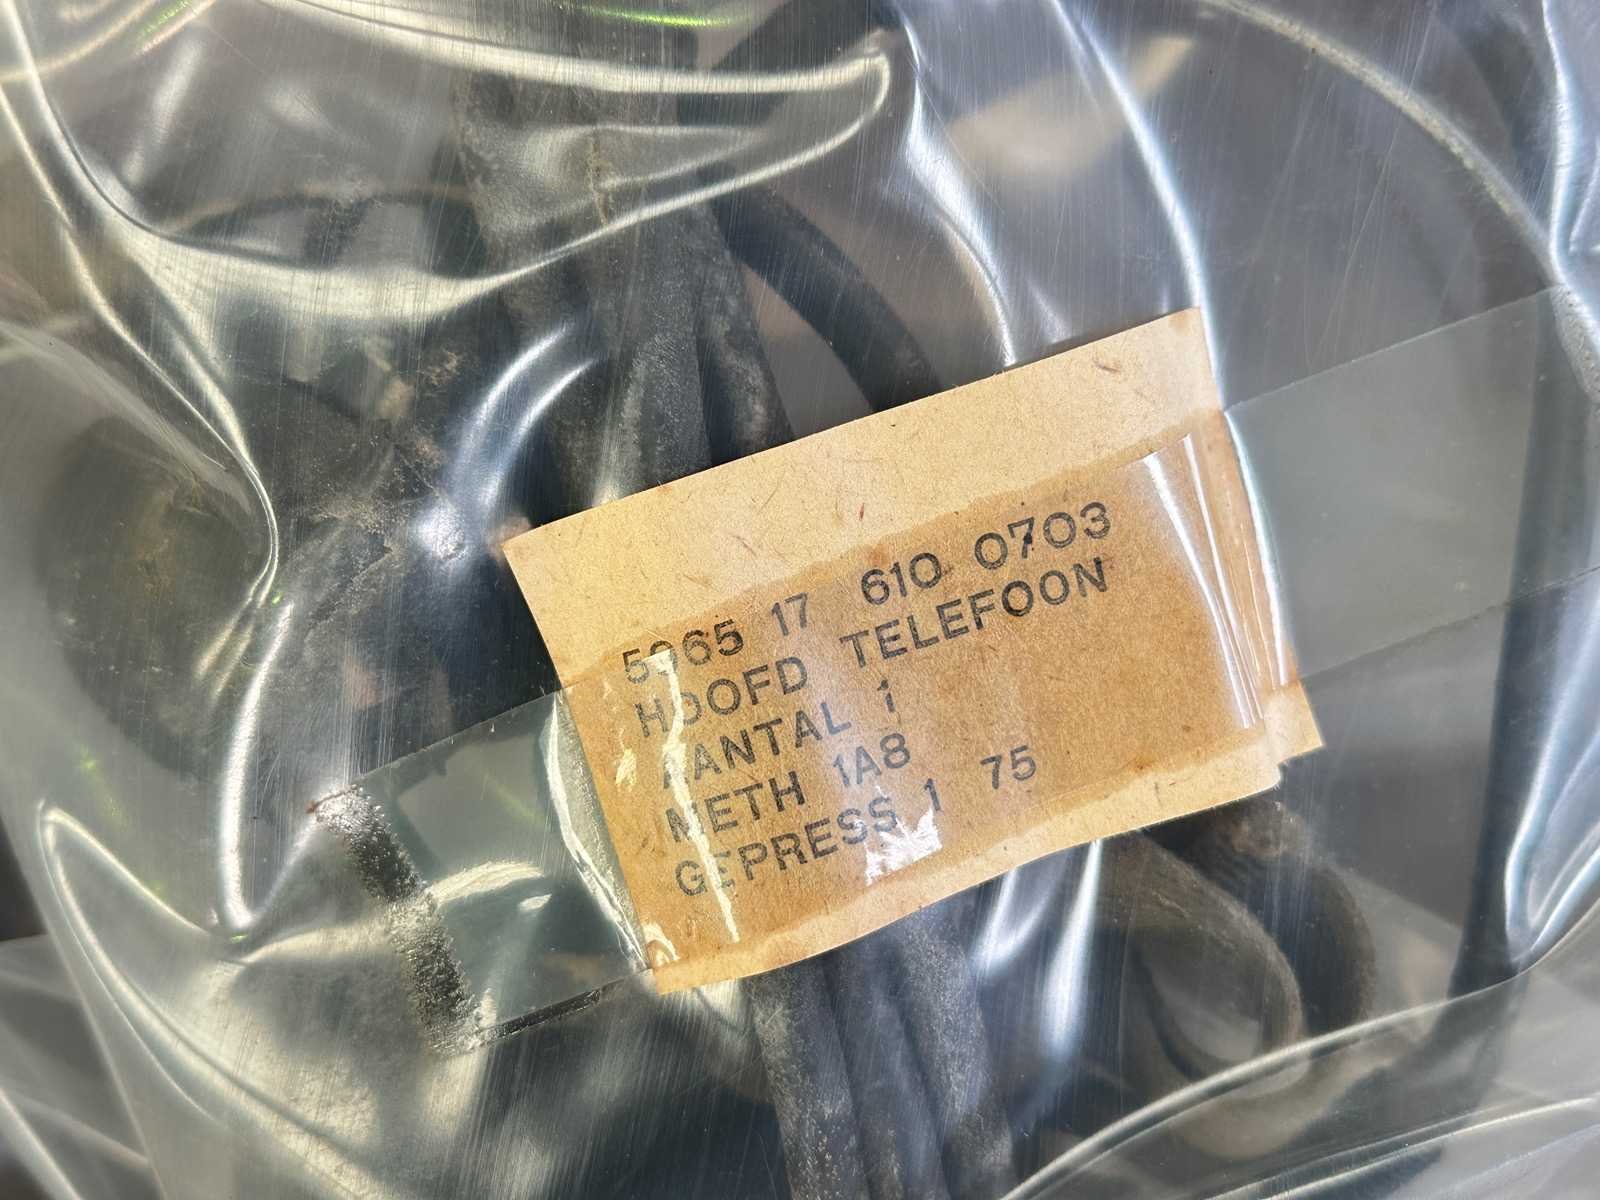 5965 17 610 0703
HOOFD TELEFOON
AANTAL 1
METH 1A8
GEPRESS 1 75